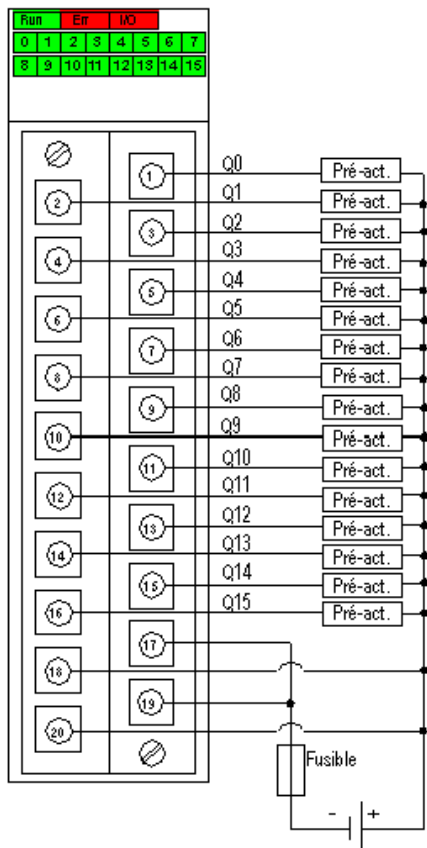 Run Err I/O
0 1 2 3 4 5 6 7
8 9 10 11 12 13 14 15
1 Q0 Pré-act.
2 Q1 Pré-act.
3 Q2 Pré-act.
4 Q3 Pré-act.
5 Q4 Pré-act.
6 Q5 Pré-act.
7 Q6 Pré-act.
8 Q7 Pré-act.
9 Q8 Pré-act.
10 Q9 Pré-act.
11 Q10 Pré-act.
12 Q11 Pré-act.
13 Q12 Pré-act.
14 Q13 Pré-act.
15 Q14 Pré-act.
16 Q15 Pré-act.
17
18
19
20
Fusible
- +